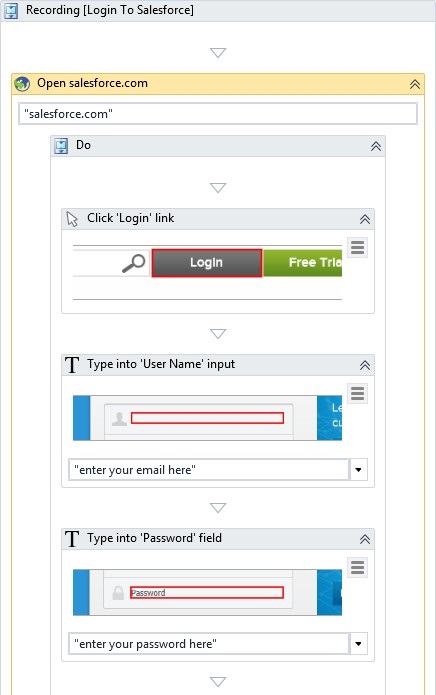 Recording [Login To Salesforce]
Open salesforce.com
"salesforce.com"
Do
Click 'Login' link
Login
Free Tria
T Type into 'User Name' input
Le
cu
"enter your email here"
T Type into 'Password' field
Password
"enter your password here"